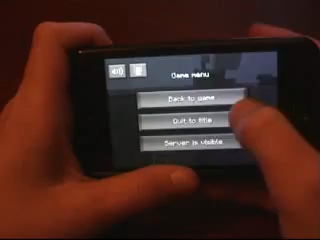 Game menu
Back to game
Quit to title
Server is visible